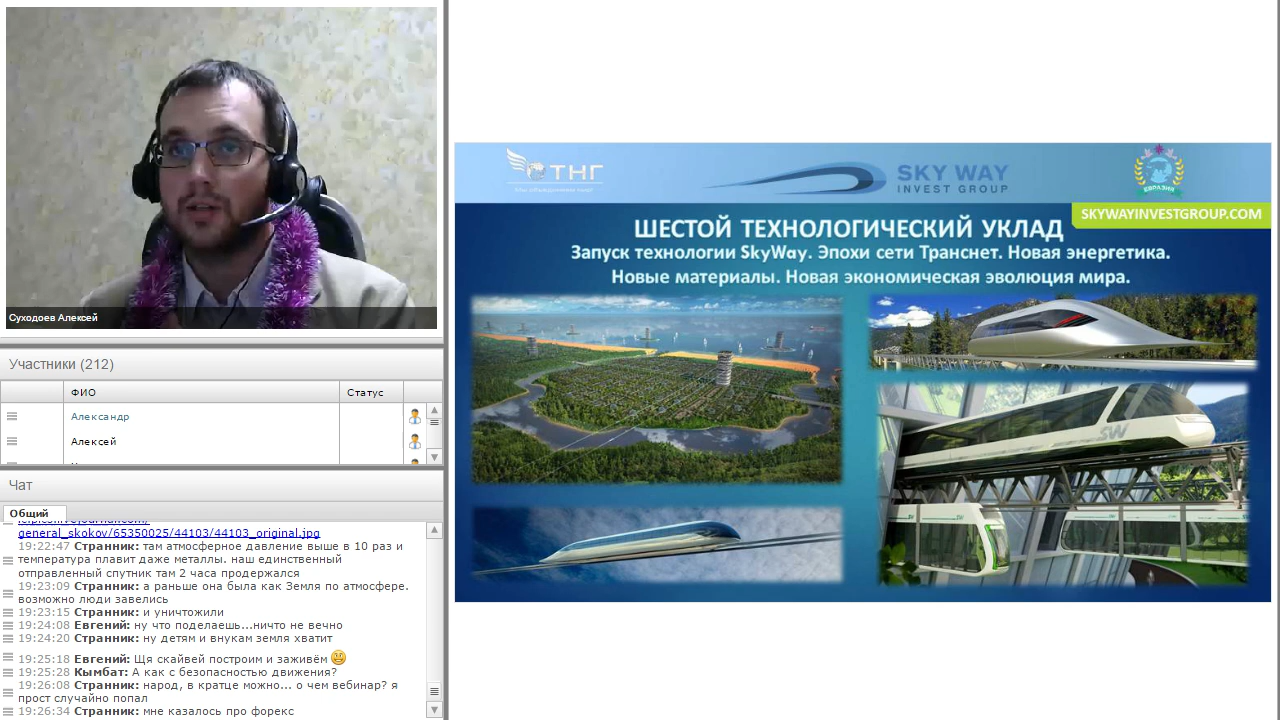 Суходоев Алексей
Участники (212)
ФИО
Статус
Александр
Алексей
Чат
Общий
general_skokov/65350025/44103/44103_original.jpg
19:22:47 Странник: там атмосферное давление выше в 10 раз и
температура плавит даже металлы. наш единственный
отправленный спутник там 2 часа продержался
19:23:09 Странник: а раньше она была как Земля по атмосфере.
возможно люди завелись
19:23:15 Странник: и уничтожили
19:24:08 Евгений: ну что поделаешь...ничто не вечно
19:24:20 Странник: ну детям и внукам земля хватит
19:25:18 Евгений: Щя скайвей построим и заживём
19:25:28 Кымбат: А как с безопасностью движения?
19:26:08 Странник: народ, в кратце можно... о чем вебинар? я
прост случайно попал
19:26:34 Странник: мне казалось про форекс
ТНГ
SKY WAY
INVEST GROUP
ЕВРАЗИЯ
SKYWAYINVESTGROUP.COM
ШЕСТОЙ ТЕХНОЛОГИЧЕСКИЙ УКЛАД
Запуск технологии SkyWay. Эпохи сети Транснет. Новая энергетика.
Новые материалы. Новая экономическая эволюция мира.
SW
SW
SW